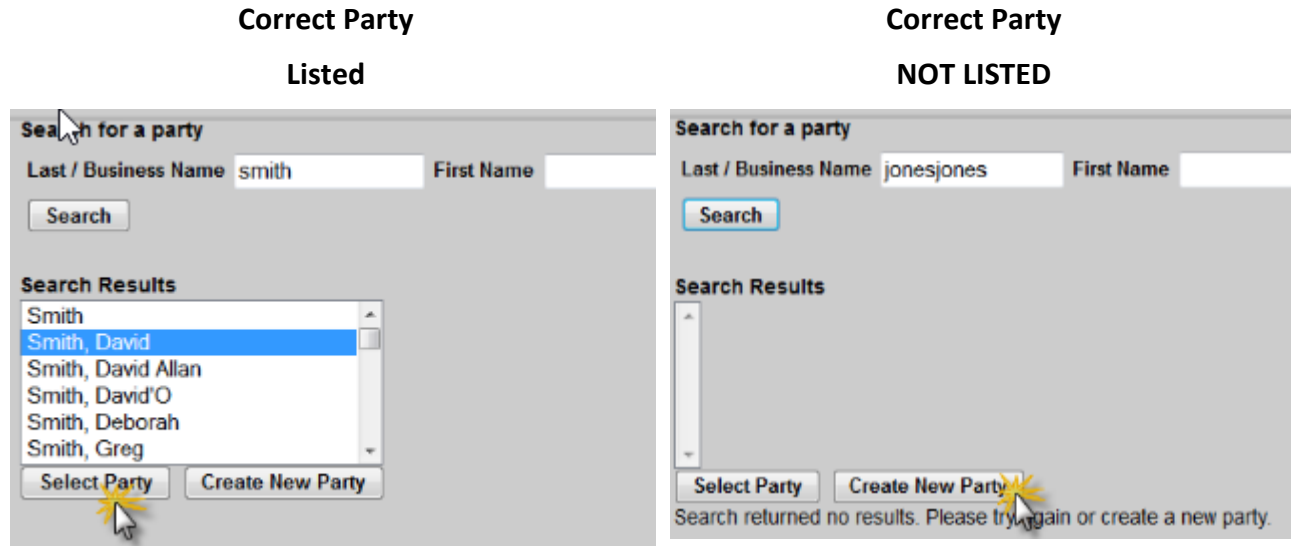 Correct Party
Listed
Search for a party
Last / Business Name smith First Name
Search
Search Results
Smith
Smith, David
Smith, David Allan
Smith, David'O
Smith, Deborah
Smith, Greg
Select Party Create New Party
Correct Party
NOT LISTED
Search for a party
Last / Business Name jonesjones First Name
Search
Search Results
Select Party Create New Party
Search returned no results. Please try again or create a new party.